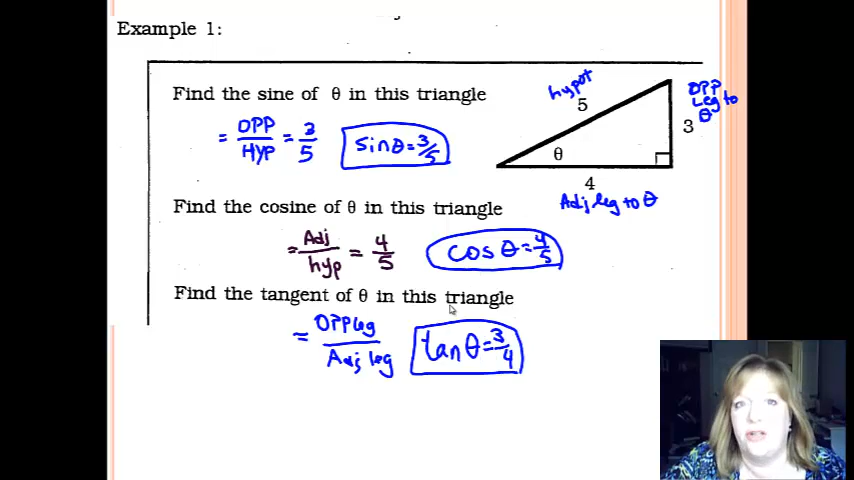 Example 1:
Find the sine of θ in this triangle
= OPP/HYP = 3/5 sinθ=3/5
hypot
5
OPP
Leg to
θ
3
θ
4
Adj leg to θ
Find the cosine of θ in this triangle
= Adj/hyp = 4/5 cos θ=4/5
Find the tangent of θ in this triangle
= OPP leg/Adj leg tanθ=3/4